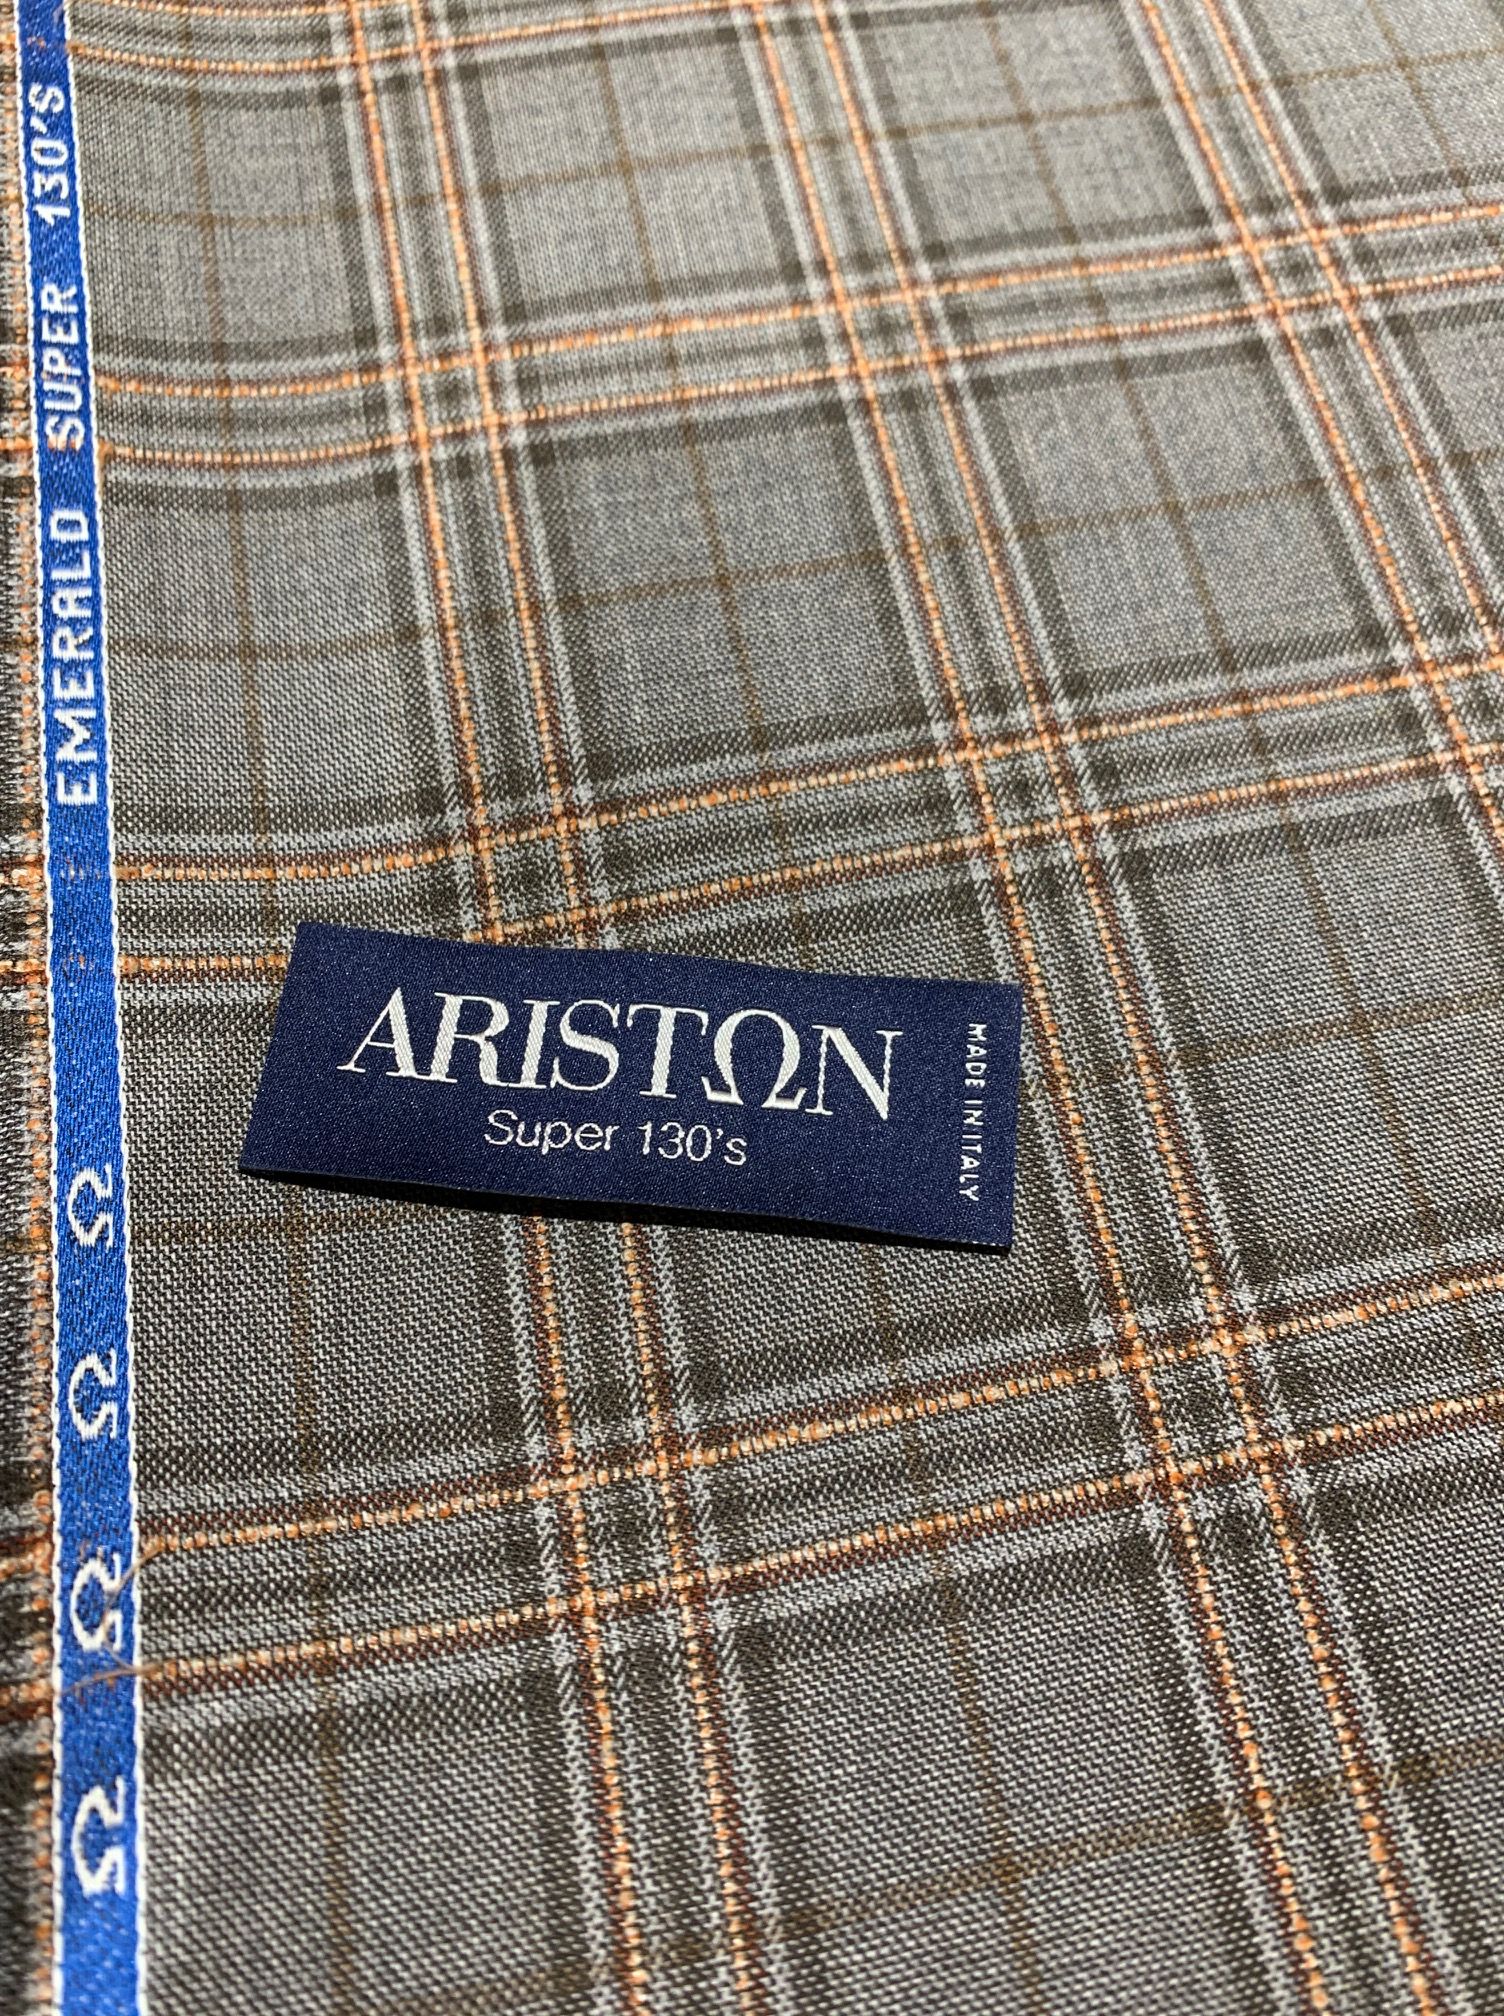 EMERALD SUPER 130'S
Ω Ω Ω Ω
ARISTΩN
Super 130's
MADE IN ITALY